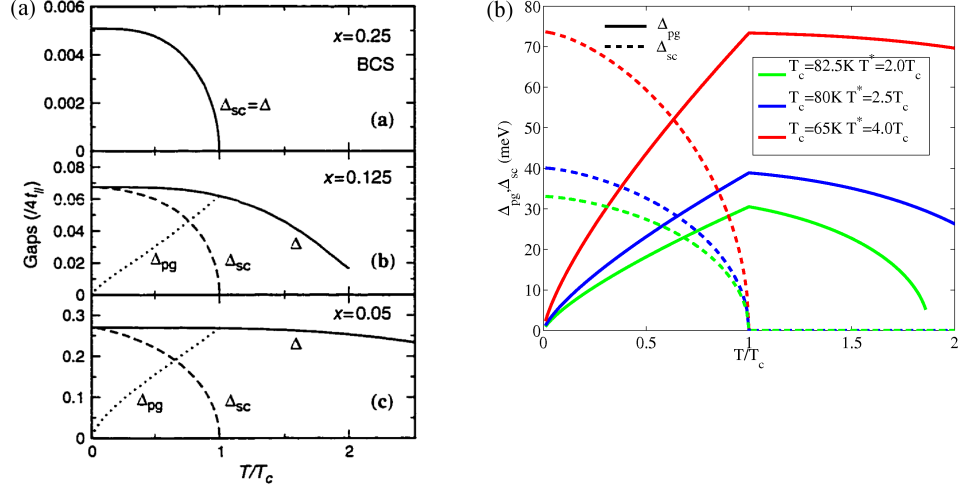 (a)
0.006
0.004
0.002
0
x=0.25
BCS
Δsc=Δ
(a)
0.08
0.06
0.04
0.02
0
x=0.125
Δpg
Δsc
Δ
(b)
0.3
0.2
0.1
0
x=0.05
Δpg
Δsc
Δ
(c)
Gaps (/4t||)
0 1 2
T/Tc
(b)
80
70
60
50
40
30
20
10
0
Δpg
Δsc
Tc=82.5K T*=2.0Tc
Tc=80K T*=2.5Tc
Tc=65K T*=4.0Tc
Δpg,Δsc (meV)
0 0.5 1 1.5 2
T/Tc